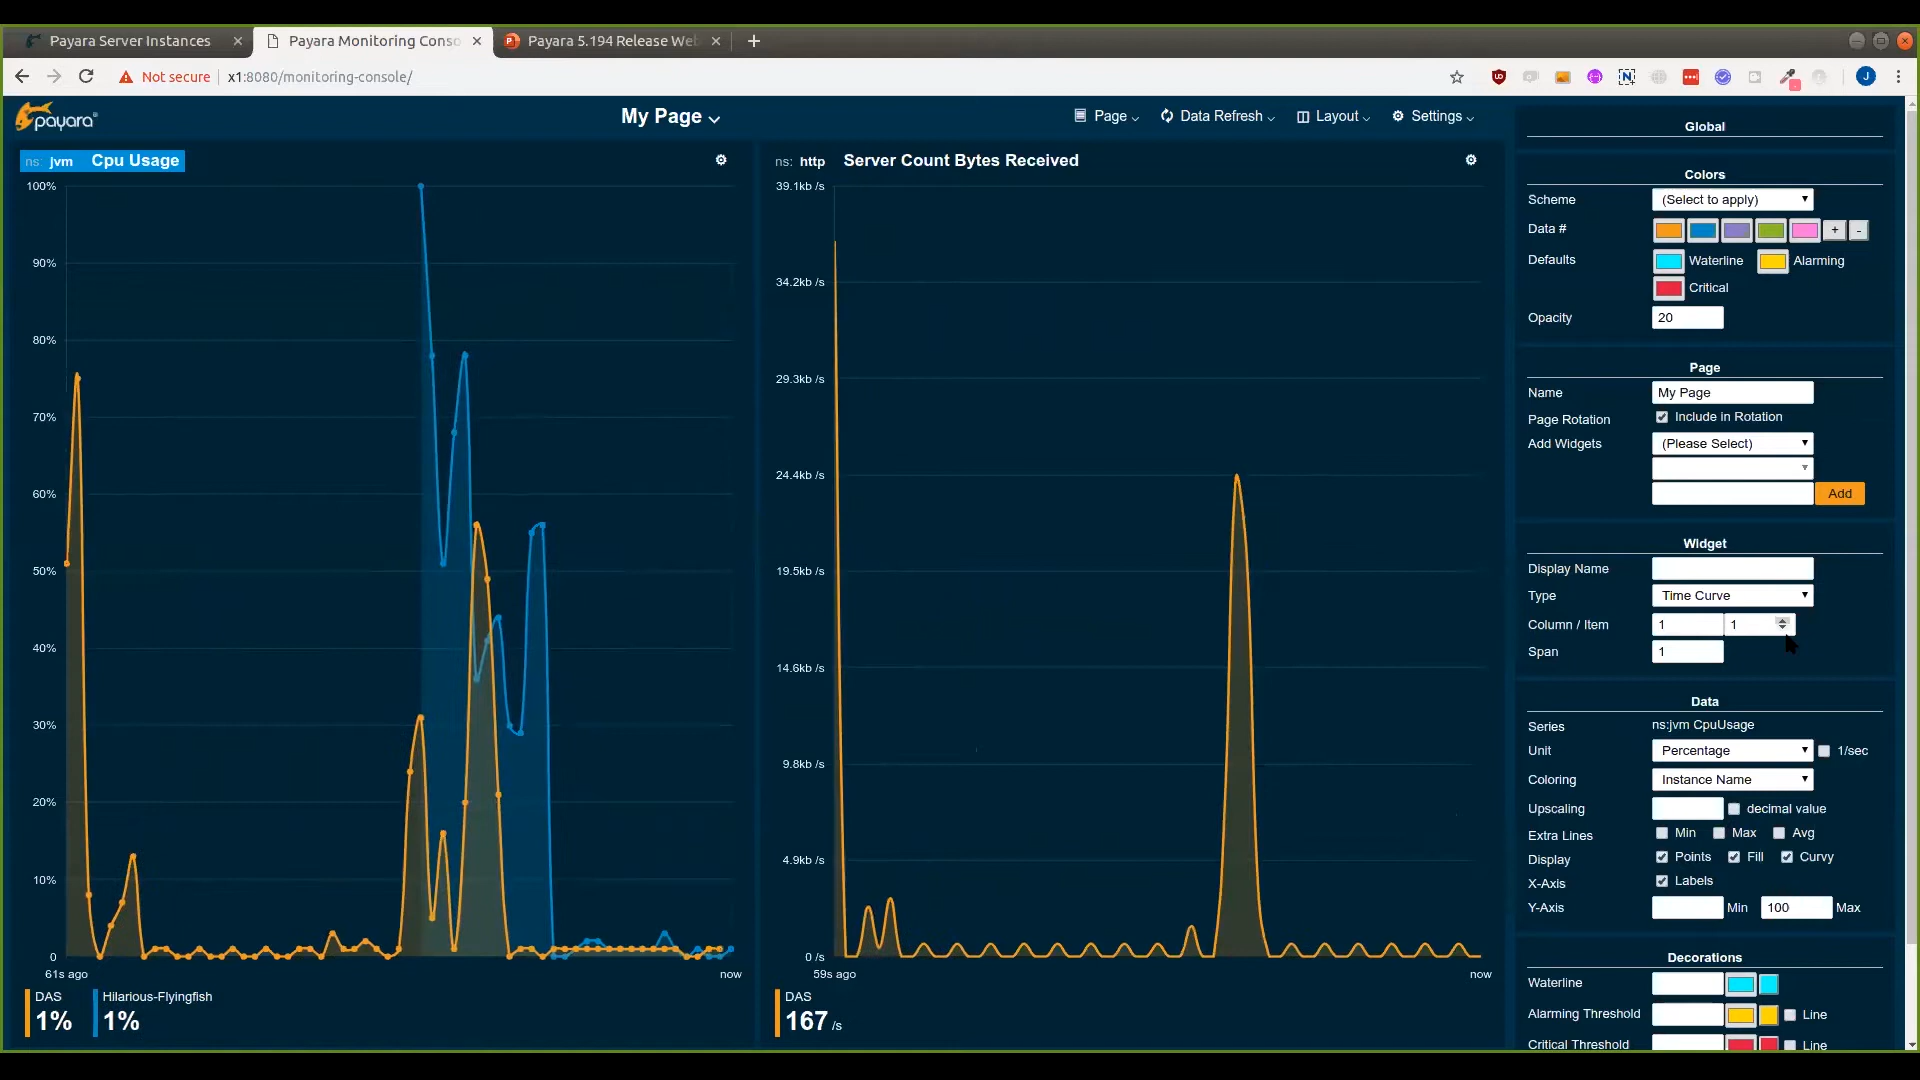 Payara Server Instances
Payara Monitoring Conso
Payara 5.194 Release Web
Not secure
x1:8080/monitoring-console/
J
payara
My Page
Page
Data Refresh
Layout
Settings
ns: jvm Cpu Usage
100%
90%
80%
70%
60%
50%
40%
30%
20%
10%
0
61s ago
now
DAS
1%
Hilarious-Flyingfish
1%
ns: http Server Count Bytes Received
39.1kb /s
34.2kb /s
29.3kb /s
24.4kb /s
19.5kb /s
14.6kb /s
9.8kb /s
4.9kb /s
0 /s
59s ago
now
DAS
167 /s
Global
Colors
Scheme (Select to apply)
Data # + -
Defaults Waterline Alarming
Critical
Opacity 20
Page
Name My Page
Page Rotation Include in Rotation
Add Widgets (Please Select)
Add
Widget
Display Name
Type Time Curve
Column / Item 1 1
Span 1
Data
Series ns:jvm CpuUsage
Unit Percentage 1/sec
Coloring Instance Name
Upscaling decimal value
Extra Lines Min Max Avg
Display Points Fill Curvy
X-Axis Labels
Y-Axis Min 100 Max
Decorations
Waterline
Alarming Threshold Line
Critical Threshold Line